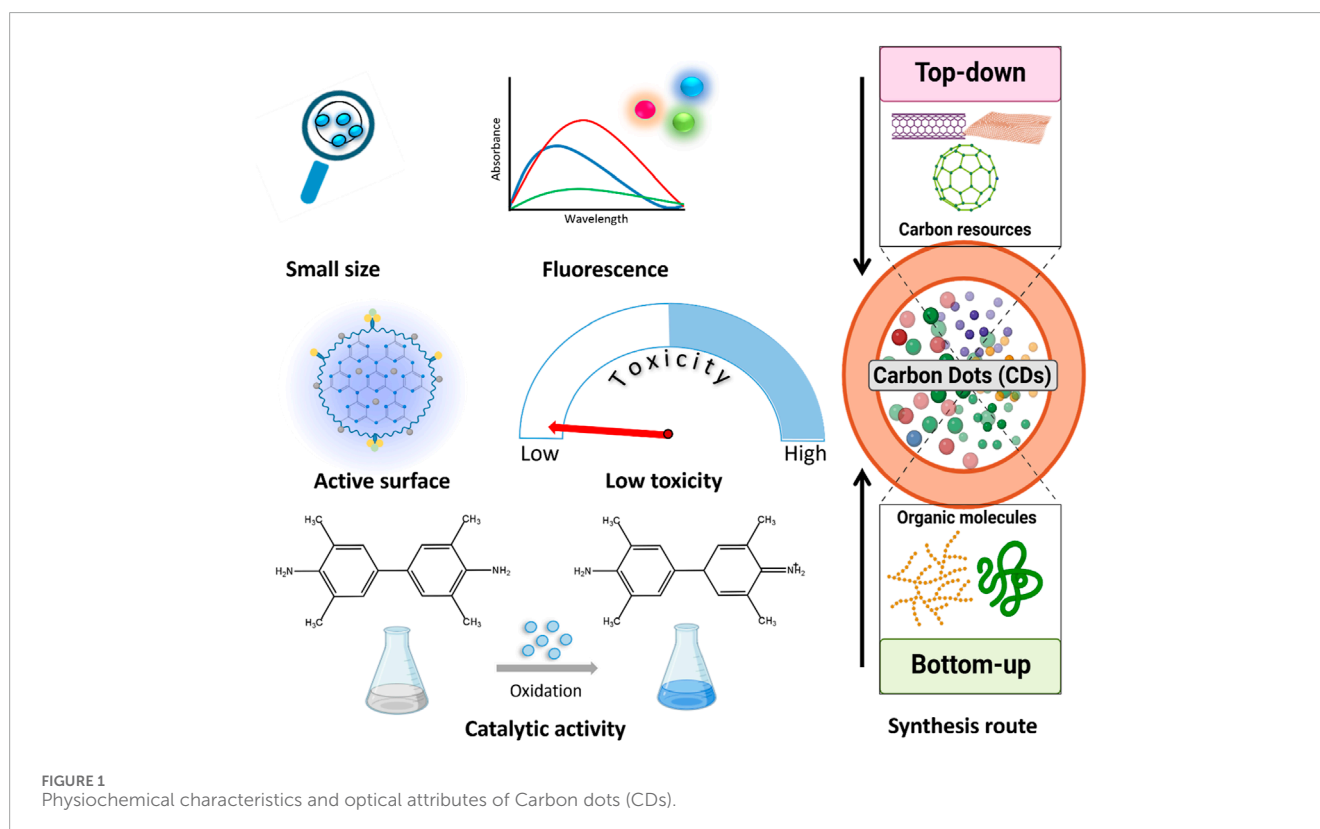 Absorbance
Wavelength
Small size
Fluorescence
Active surface
Toxicity
Low
High
Low toxicity
H₃C
CH₃
H₂N
NH₂
H₃C
CH₃
H₃C
CH₃
H₂N
N⁺H₂
H₃C
CH₃
Oxidation
Catalytic activity
Top-down
Carbon resources
Carbon Dots (CDs)
Organic molecules
Bottom-up
Synthesis route
FIGURE 1
Physiochemical characteristics and optical attributes of Carbon dots (CDs).